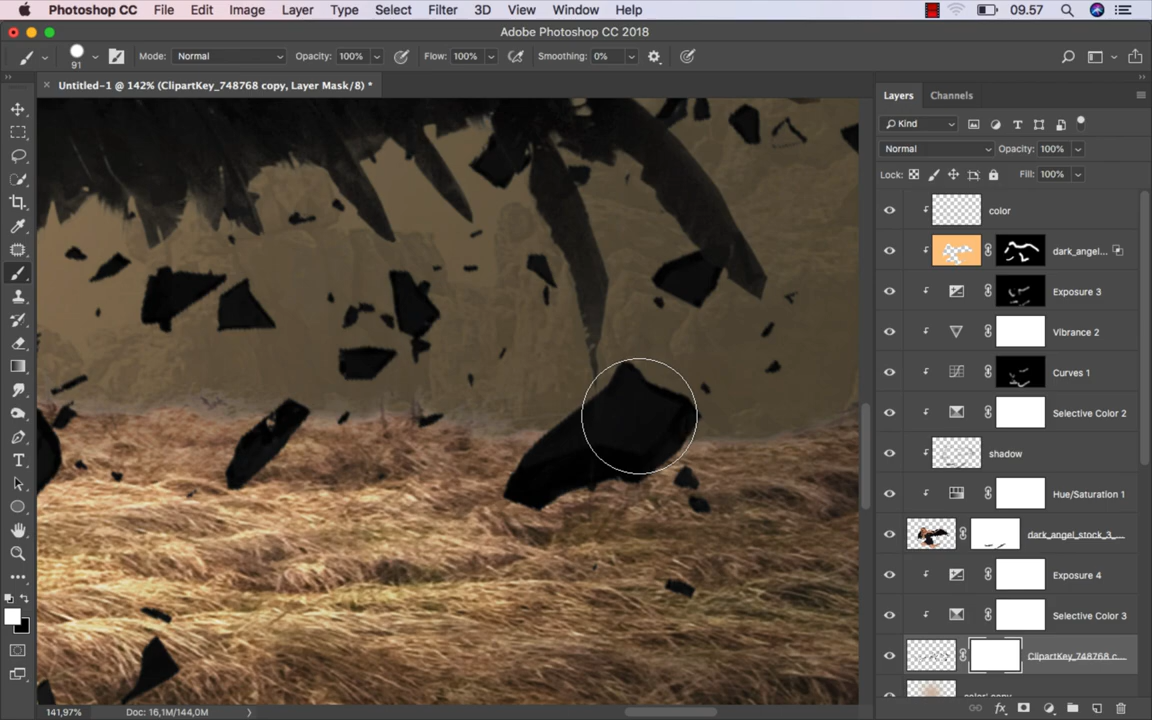 Photoshop CC File Edit Image Layer Type Select Filter 3D View Window Help 09.57
Adobe Photoshop CC 2018
91 Mode: Normal Opacity: 100% Flow: 100% Smoothing: 0%
Untitled-1 @ 142% (ClipartKey_748768 copy, Layer Mask/8) *
Layers Channels
Kind
Normal Opacity: 100%
Lock: Fill: 100%
color
dark_angel...
Exposure 3
Vibrance 2
Curves 1
Selective Color 2
shadow
Hue/Saturation 1
dark_angel_stock_3_...
Exposure 4
Selective Color 3
ClipartKey_748768 c...
141,97% Doc: 16,1M/144,0M